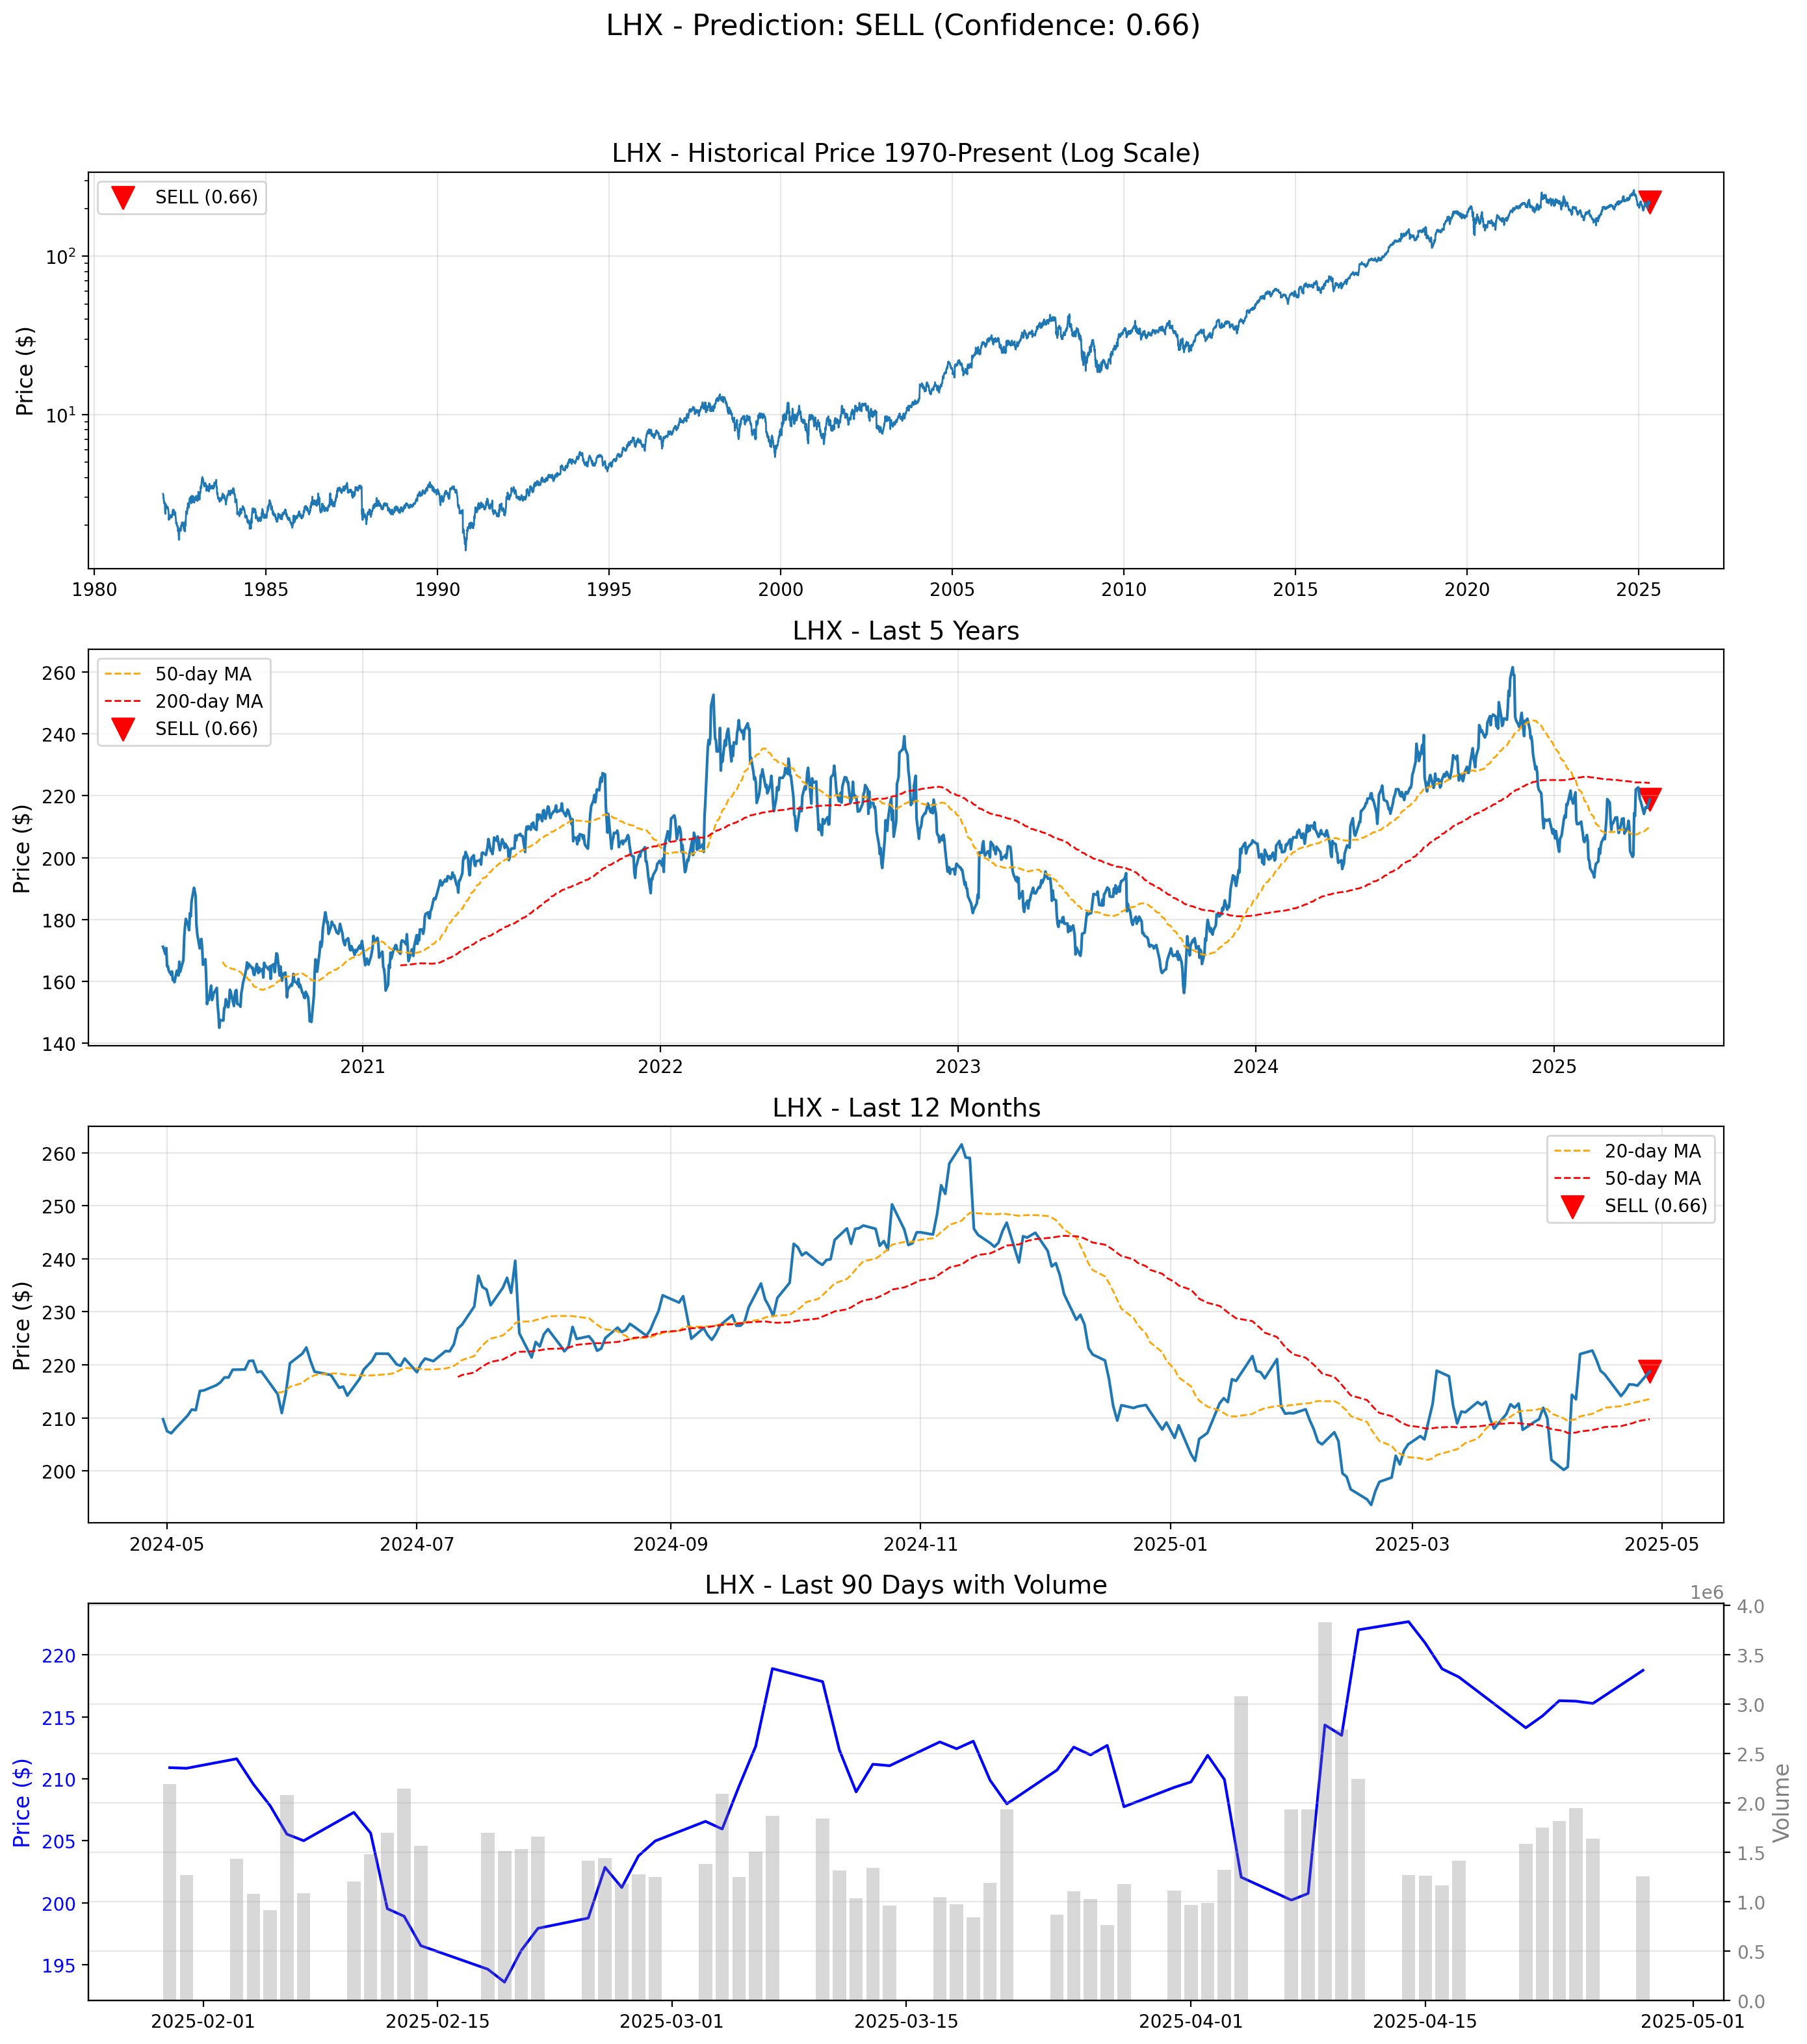 LHX - Prediction: SELL (Confidence: 0.66)
LHX - Historical Price 1970-Present (Log Scale)
SELL (0.66)
Price ($)
10²
10¹
1980 1985 1990 1995 2000 2005 2010 2015 2020 2025
LHX - Last 5 Years
50-day MA
200-day MA
SELL (0.66)
Price ($)
260
240
220
200
180
160
140
2021 2022 2023 2024 2025
LHX - Last 12 Months
20-day MA
50-day MA
SELL (0.66)
Price ($)
260
250
240
230
220
210
200
2024-05 2024-07 2024-09 2024-11 2025-01 2025-03 2025-05
LHX - Last 90 Days with Volume
1e6
Price ($)
220
215
210
205
200
195
4.0
3.5
3.0
2.5
2.0
1.5
1.0
0.5
0.0
Volume
2025-02-01 2025-02-15 2025-03-01 2025-03-15 2025-04-01 2025-04-15 2025-05-01